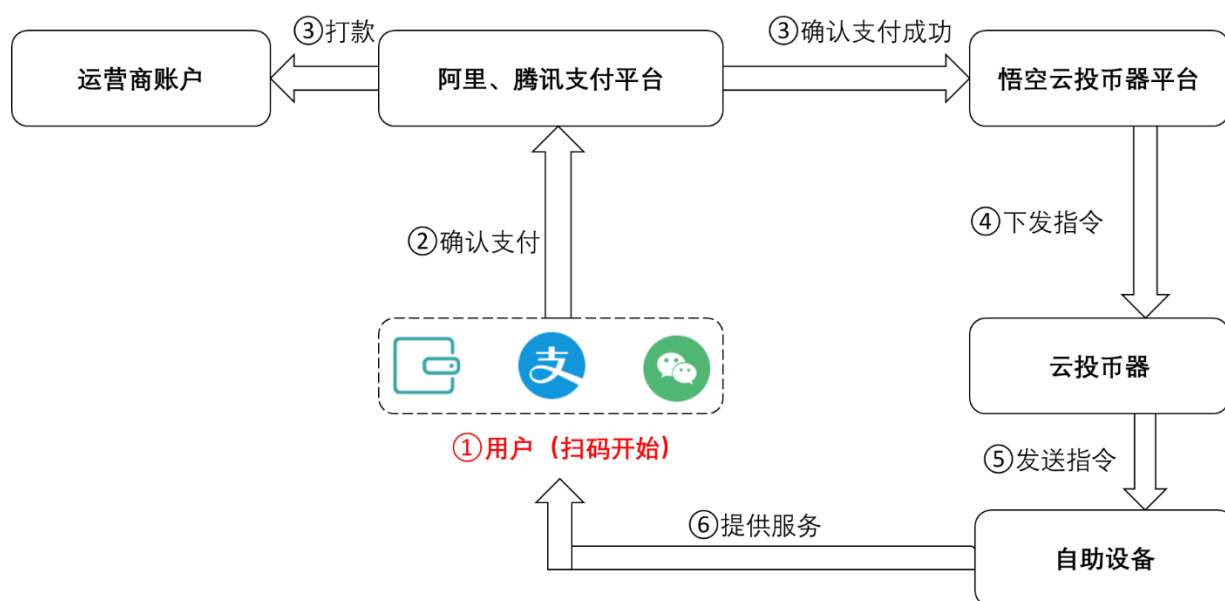 ③打款
③确认支付成功
运营商账户
阿里、腾讯支付平台
悟空云投币器平台
②确认支付
④下发指令
支
云投币器
①用户（扫码开始）
⑤发送指令
⑥提供服务
自助设备